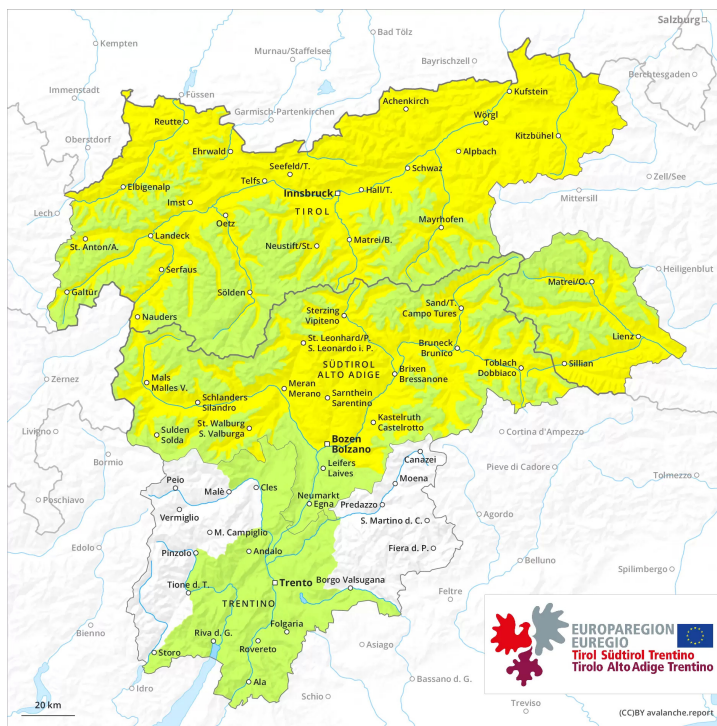 Salzburg
Kempten
Bad Tölz
Murnau/Staffelsee
Bayrischzell
Berchtesgaden
Immenstadt
Füssen
Garmisch-Partenkirchen
Achenkirch
Kufstein
Reutte
Wörgl
Oberstdorf
Ehrwald
Kitzbühel
Seefeld/T.
Alpbach
Schwaz
Zell/See
Elbigenalp
Telfs
Innsbruck
Hall/T.
Mittersill
Lech
Imst
TIROL
Oetz
Mayrhofen
St. Anton/A.
Landeck
Neustift/St.
Matrei/B.
Serfaus
Heiligenblut
Galtür
Sölden
Matrei/O.
Nauders
Sterzing
Vipiteno
Sand/T.
Campo Tures
St. Leonhard/P.
S. Leonardo i. P.
Bruneck
Brunico
Lienz
SÜDTIROL
ALTO ADIGE
Toblach
Dobbiaco
Sillian
Zernez
Mals
Malles V.
Meran
Merano
Brixen
Bressanone
Schlanders
Silandro
Sarnthein
Sarentino
St. Walburg
S. Valburga
Kastelruth
Castelrotto
Livigno
Sulden
Solda
Cortina d'Ampezzo
Bozen
Bolzano
Canazei
Bormio
Leifers
Laives
Pieve di Cadore
Peio
Malè
Cles
Moena
Tolmezzo
Poschiavo
Neumarkt
Egna
Predazzo
Vermiglio
S. Martino d. C.
Agordo
M. Campiglio
Edolo
Pinzolo
Andalo
Fiera d. P.
Belluno
Spilimbergo
Tione d. T.
Trento
Borgo Valsugana
Feltre
TRENTINO
Folgaria
Bienno
Riva d. G.
Rovereto
Asiago
Storo
Bassano d. G.
Ala
Idro
Schio
Treviso
20 km
EUROPAREGION
EUREGIO
Tirol Südtirol Trentino
Tirolo Alto Adige Trentino
(CC)BY avalanche.report